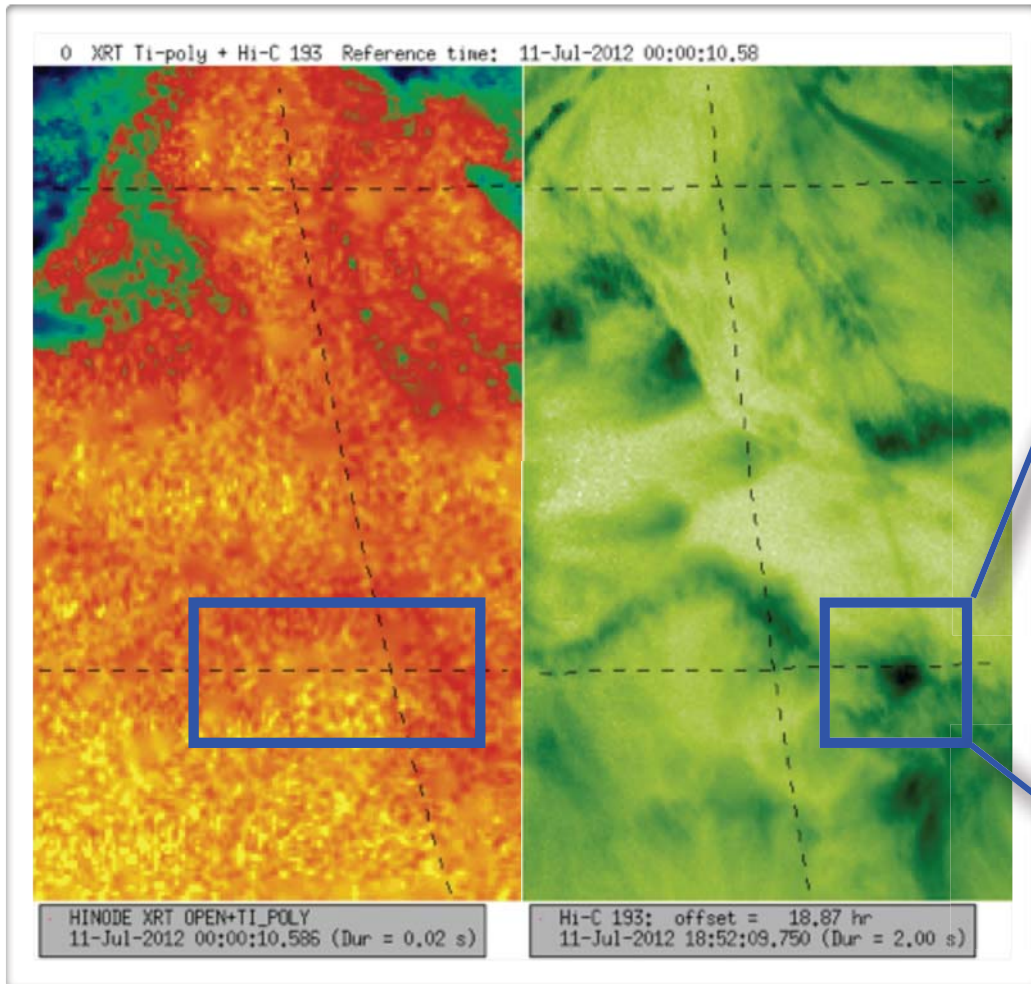 0 XRT Ti-poly + Hi-C 193 Reference time: 11-Jul-2012 00:00:10.58
HINODE XRT OPEN+TI_POLY
11-Jul-2012 00:00:10.586 (Dur = 0.02 s)
Hi-C 193: offset = 18.87 hr
11-Jul-2012 18:52:09.750 (Dur = 2.00 s)